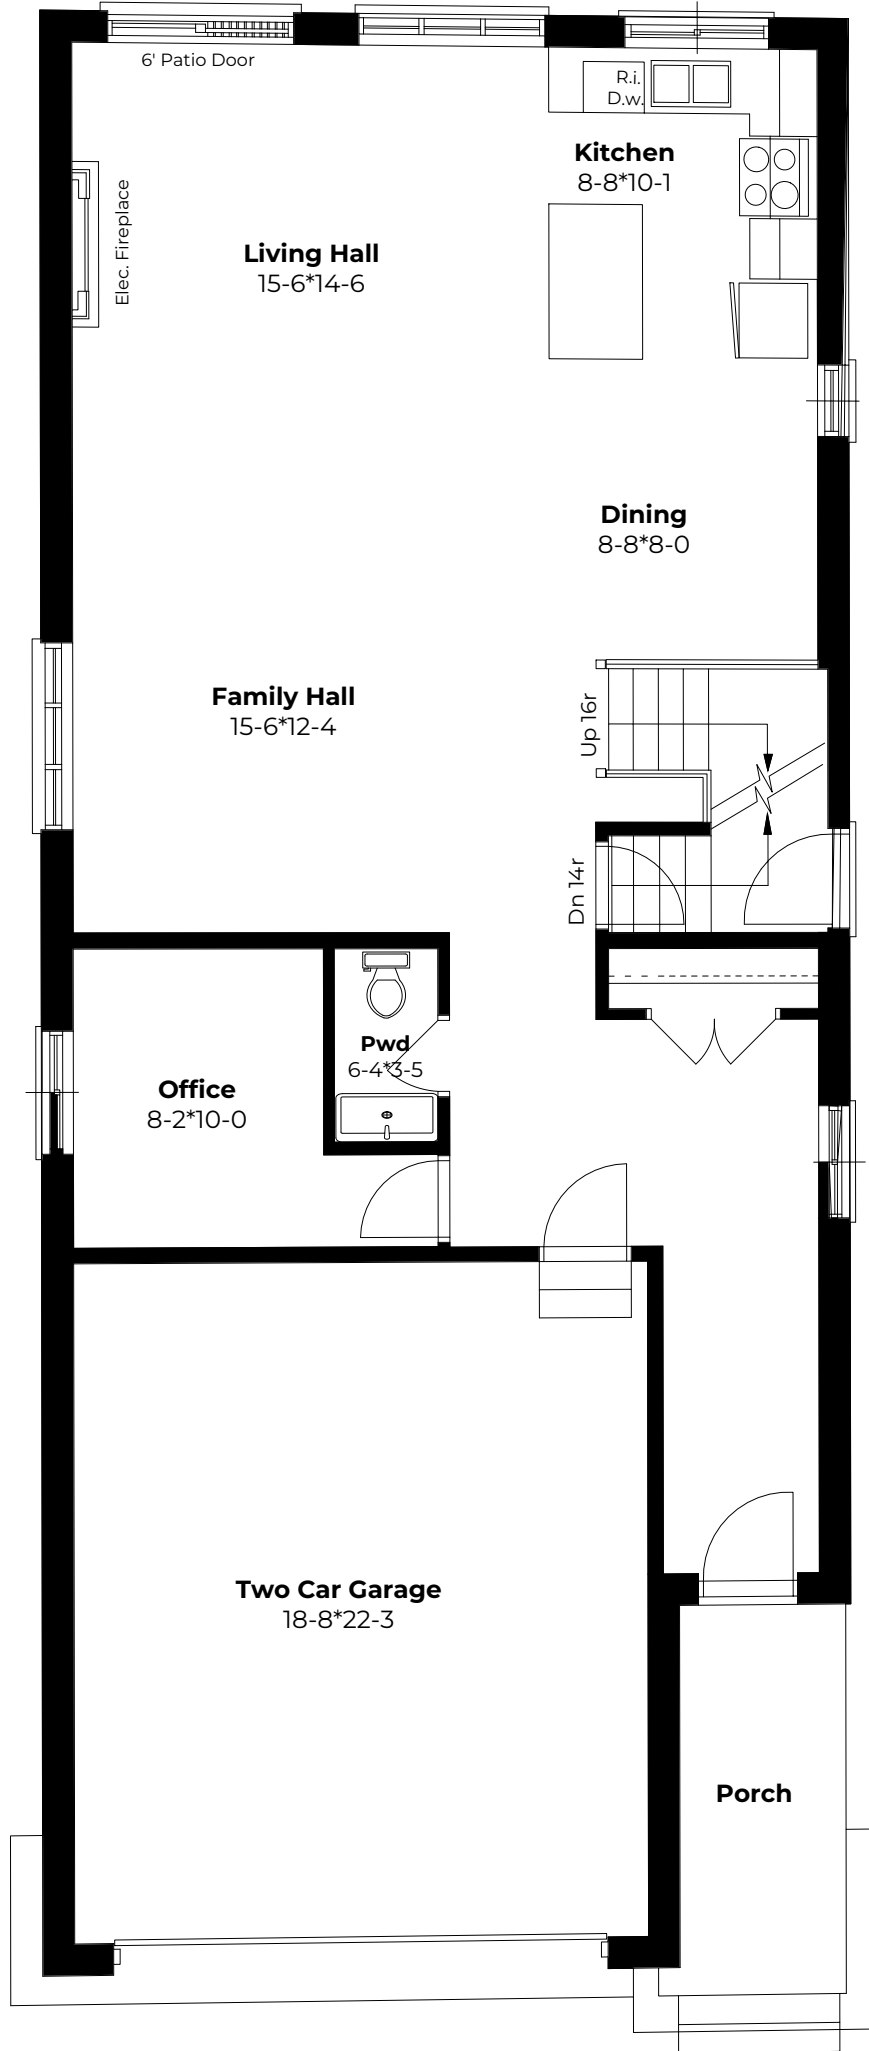 6' Patio Door
R.i.
D.w.
Kitchen
8-8*10-1
Elec. Fireplace
Living Hall
15-6*14-6
Dining
8-8*8-0
Family Hall
15-6*12-4
Up 16r
Dn 14r
Pwd
6-4*3-5
Office
8-2*10-0
Two Car Garage
18-8*22-3
Porch